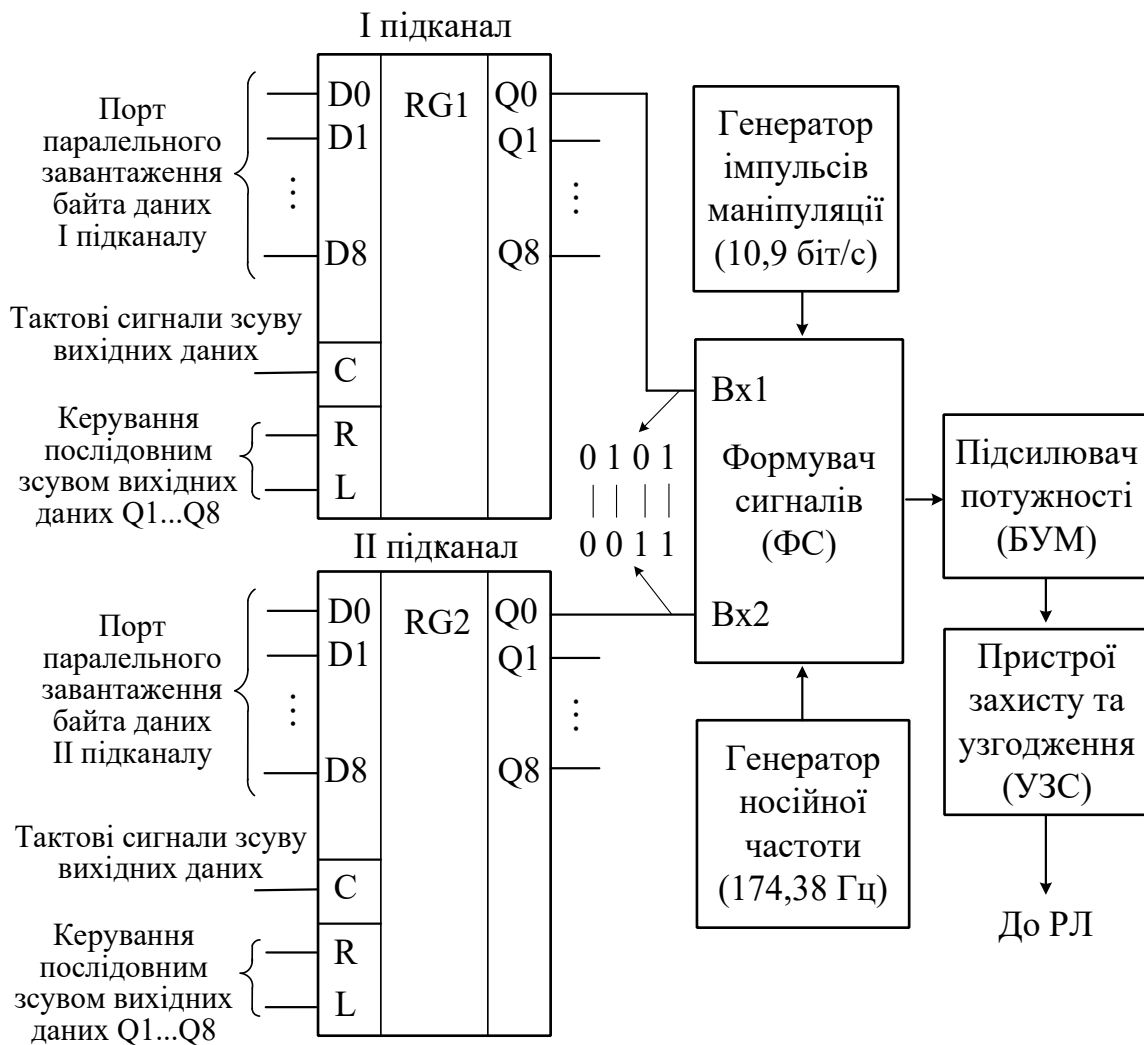 І підканал
Порт
паралельного
завантаження
байта даних
І підканалу
D0
D1
⋮
D8
RG1
Q0
Q1
⋮
Q8
Тактові сигнали зсуву
вихідних даних
C
Керування
послідовним
зсувом вихідних
даних Q1...Q8
R
L
Генератор
імпульсів
маніпуляції
(10,9 біт/с)
Вх1
0 1 0 1
0 0 1 1
Формувач
сигналів
(ФС)
Вх2
Підсилювач
потужності
(БУМ)
ІІ підканал
Порт
паралельного
завантаження
байта даних
ІІ підканалу
D0
D1
⋮
D8
RG2
Q0
Q1
⋮
Q8
Тактові сигнали зсуву
вихідних даних
C
Керування
послідовним
зсувом вихідних
даних Q1...Q8
R
L
Генератор
носійної
частоти
(174,38 Гц)
Пристрої
захисту та
узгодження
(УЗС)
До РЛ